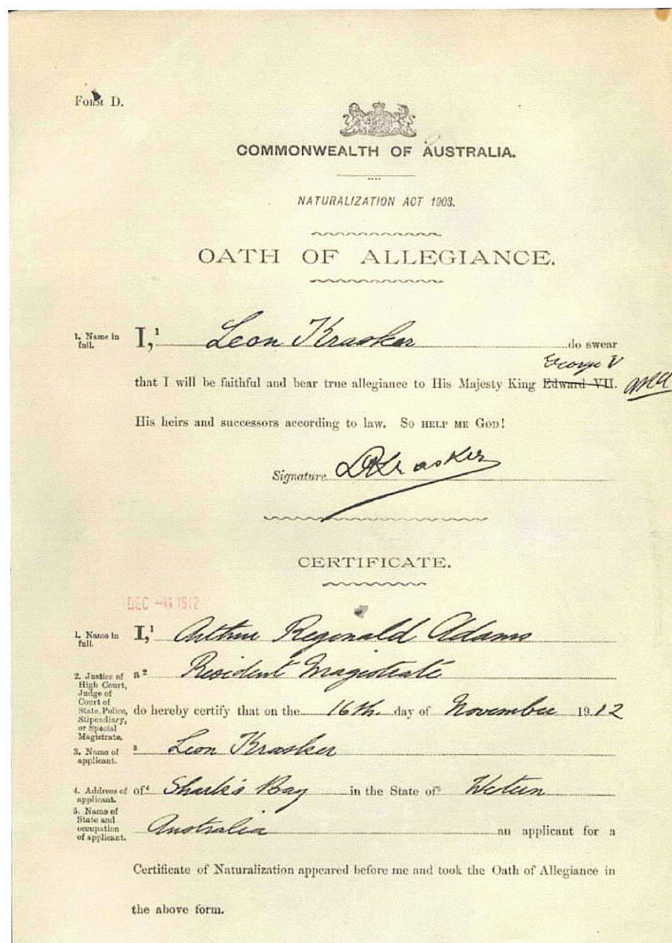 Form D.
COMMONWEALTH OF AUSTRALIA.
NATURALIZATION ACT 1903.
OATH OF ALLEGIANCE.
1. Name in full. I,¹ Leon Krasker do swear
George V
that I will be faithful and bear true allegiance to His Majesty King Edward VII. and
His heirs and successors according to law. SO HELP ME GOD!
Signature LKrasker
CERTIFICATE.
DEC 1912
1. Name in full. I,¹ Arthur Reginald Adams
2. Justice of High Court, Judge of Court of State, Police, Stipendiary, or Special Magistrate. a² Resident Magistrate
do hereby certify that on the 16th day of November 1912
3. Name of applicant. ³ Leon Krasker
4. Address of applicant. of⁴ Shark's Bay in the State of⁵ Western
5. Name of State and occupation of applicant. Australia an applicant for a
Certificate of Naturalization appeared before me and took the Oath of Allegiance in
the above form.